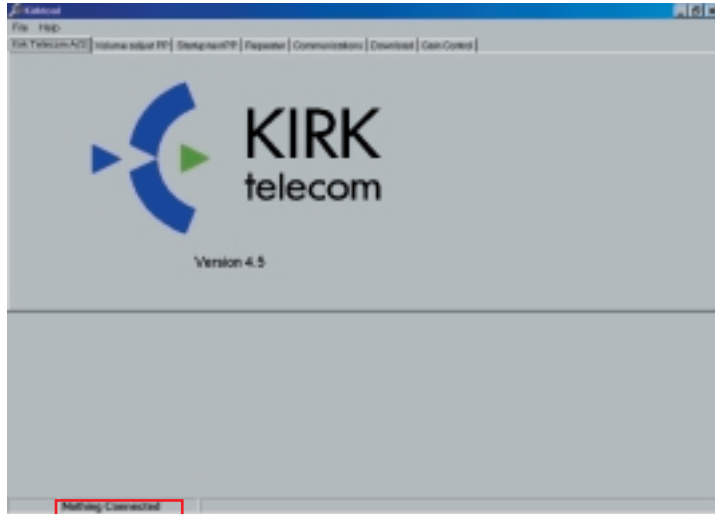 Kirktool
File Help
Kirk Telecom A/S Volume adjust PP Startup text PP Repeater Communications Download Gain Control
KIRK
telecom
Version 4.5
Nothing Connected